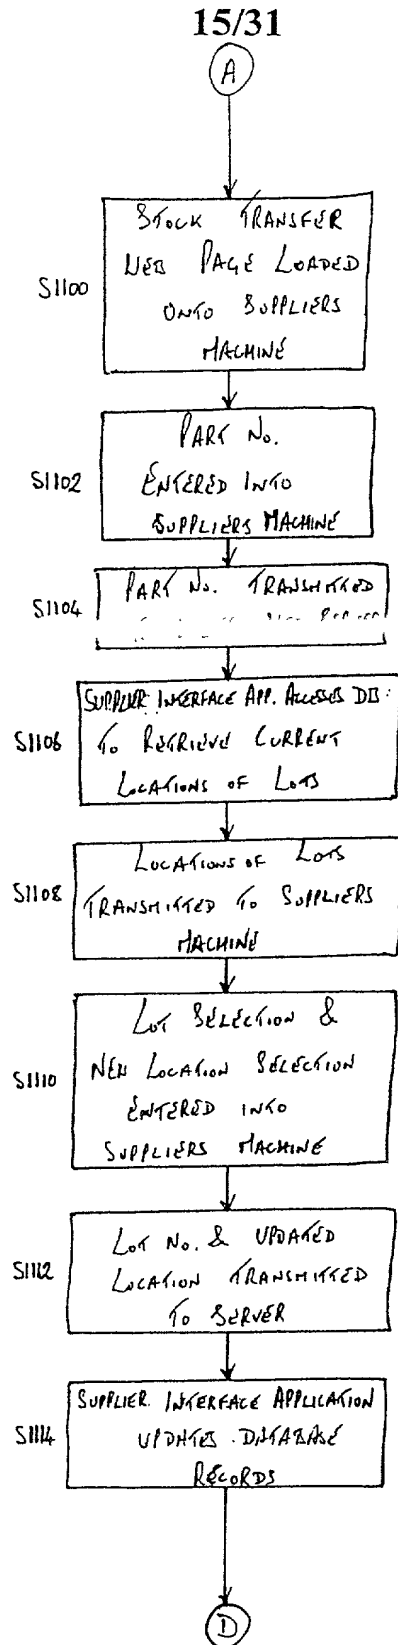 15/31
A
S1100
STOCK TRANSFER
WEB PAGE LOADED
ONTO SUPPLIERS
MACHINE
S1102
PART NO.
ENTERED INTO
SUPPLIERS MACHINE
S1104
PART NO. TRANSMITTED
S1106
SUPPLIER INTERFACE APP. ACCESSES DB
TO RETRIEVE CURRENT
LOCATIONS OF LOTS
S1108
LOCATIONS OF LOTS
TRANSMITTED TO SUPPLIERS
MACHINE
S1110
LOT SELECTION &
NEW LOCATION SELECTION
ENTERED INTO
SUPPLIERS MACHINE
S1112
LOT NO. & UPDATED
LOCATION TRANSMITTED
TO SERVER
S1114
SUPPLIER INTERFACE APPLICATION
UPDATES DATABASE
RECORDS
D